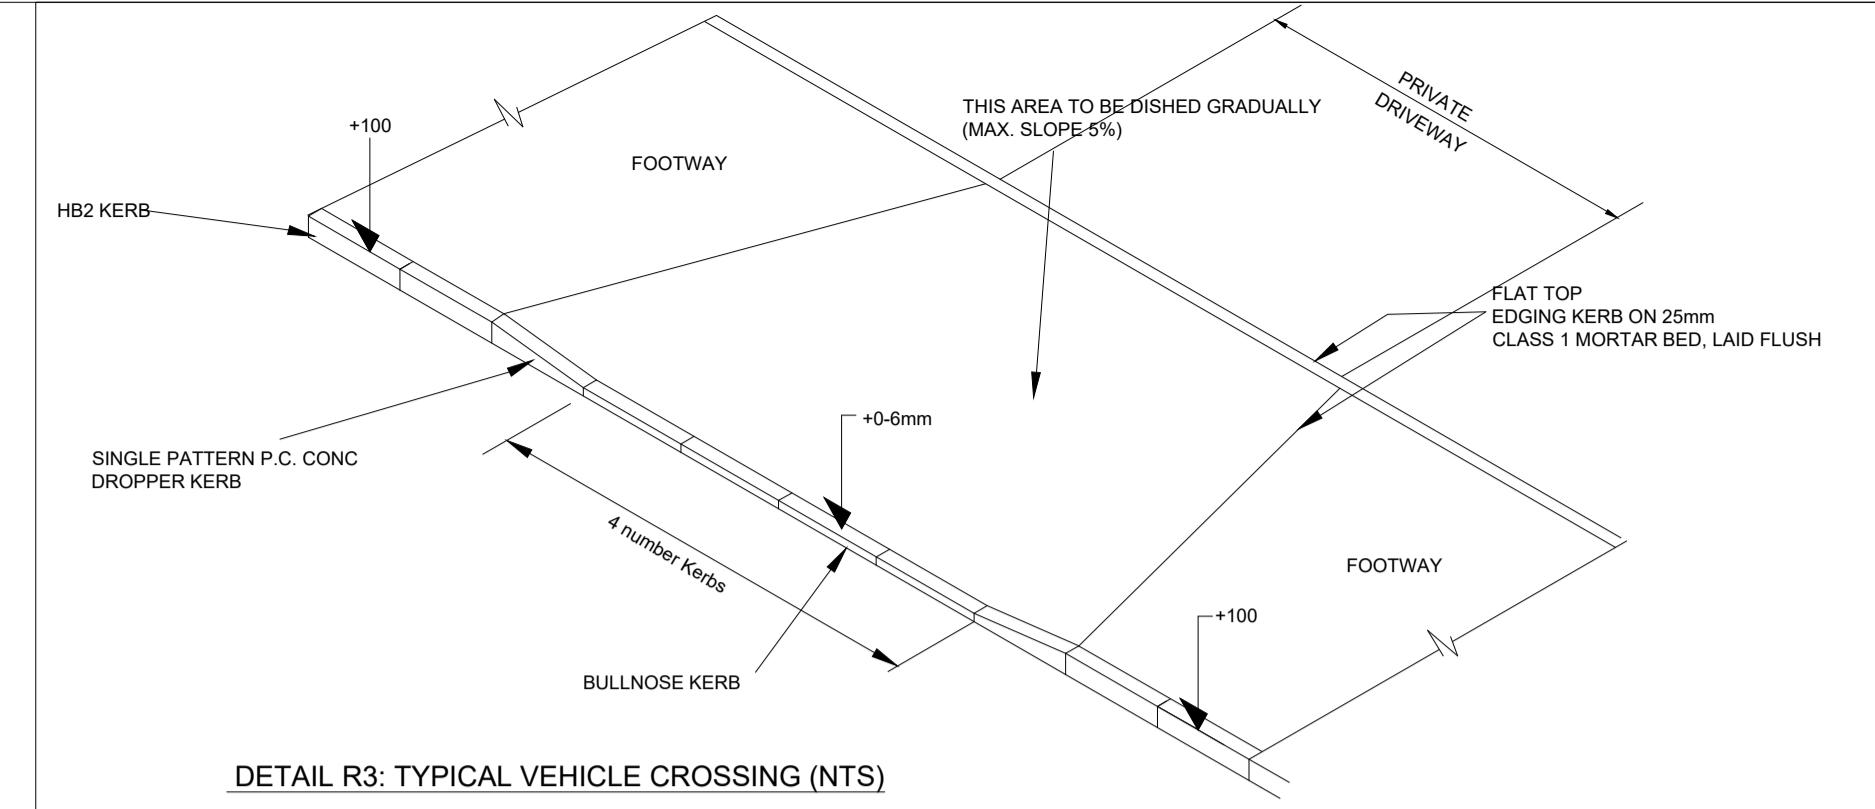 PRIVATE
DRIVEWAY
THIS AREA TO BE DISHED GRADUALLY
(MAX. SLOPE 5%)
+100
FOOTWAY
HB2 KERB
FLAT TOP
EDGING KERB ON 25mm
CLASS 1 MORTAR BED, LAID FLUSH
+0-6mm
SINGLE PATTERN P.C. CONC
DROPPER KERB
4 number Kerbs
FOOTWAY
+100
BULLNOSE KERB
DETAIL R3: TYPICAL VEHICLE CROSSING (NTS)